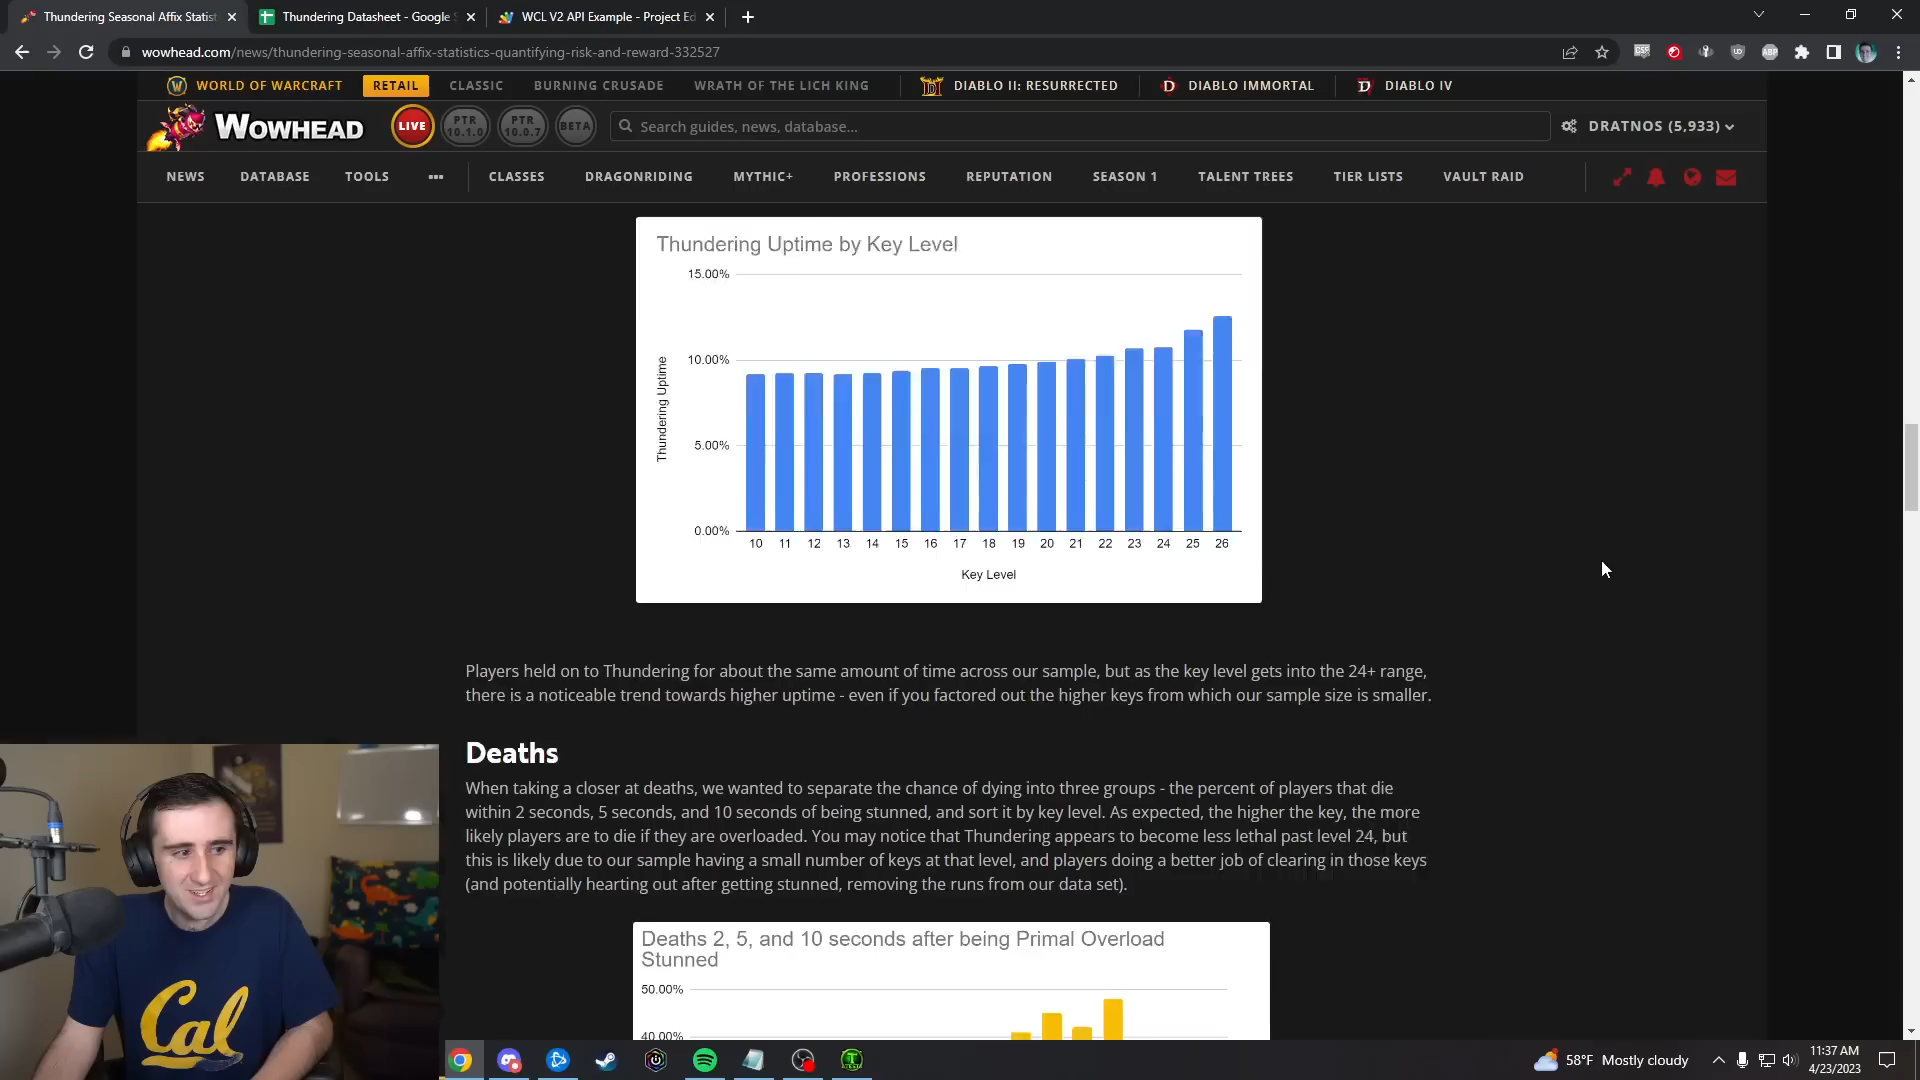 Thundering Seasonal Affix Statist
Thundering Datasheet - Google S
WCL V2 API Example - Project Ed
wowhead.com/news/thundering-seasonal-affix-statistics-quantifying-risk-and-reward-332527
WORLD OF WARCRAFT RETAIL CLASSIC BURNING CRUSADE WRATH OF THE LICH KING DIABLO II: RESURRECTED DIABLO IMMORTAL DIABLO IV
WOWHEAD LIVE PTR 10.1.0 PTR 10.0.7 BETA Search guides, news, database... DRATNOS (5,933)
NEWS DATABASE TOOLS ••• CLASSES DRAGONRIDING MYTHIC+ PROFESSIONS REPUTATION SEASON 1 TALENT TREES TIER LISTS VAULT RAID
Thundering Uptime by Key Level
15.00%
10.00%
5.00%
0.00%
Thundering Uptime
10 11 12 13 14 15 16 17 18 19 20 21 22 23 24 25 26
Key Level
Players held on to Thundering for about the same amount of time across our sample, but as the key level gets into the 24+ range,
there is a noticeable trend towards higher uptime - even if you factored out the higher keys from which our sample size is smaller.
Deaths
When taking a closer at deaths, we wanted to separate the chance of dying into three groups - the percent of players that die
within 2 seconds, 5 seconds, and 10 seconds of being stunned, and sort it by key level. As expected, the higher the key, the more
likely players are to die if they are overloaded. You may notice that Thundering appears to become less lethal past level 24, but
this is likely due to our sample having a small number of keys at that level, and players doing a better job of clearing in those keys
(and potentially hearting out after getting stunned, removing the runs from our data set).
Deaths 2, 5, and 10 seconds after being Primal Overload
Stunned
50.00%
40.00%
Cal
58°F Mostly cloudy
11:37 AM
4/23/2023